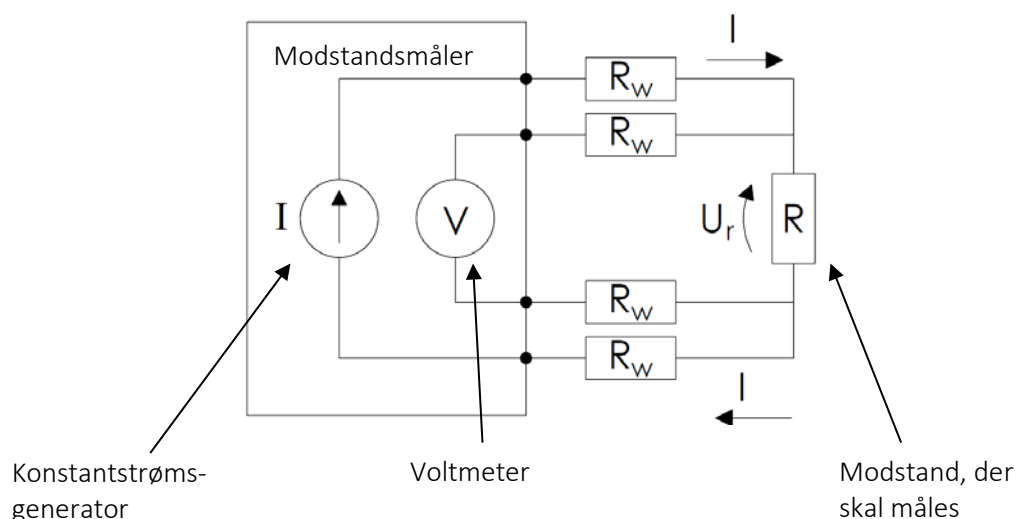 Modstandsmåler
I
R_w
R_w
I
V
U_r
R
R_w
R_w
I
Konstantstrøms-
generator
Voltmeter
Modstand, der
skal måles